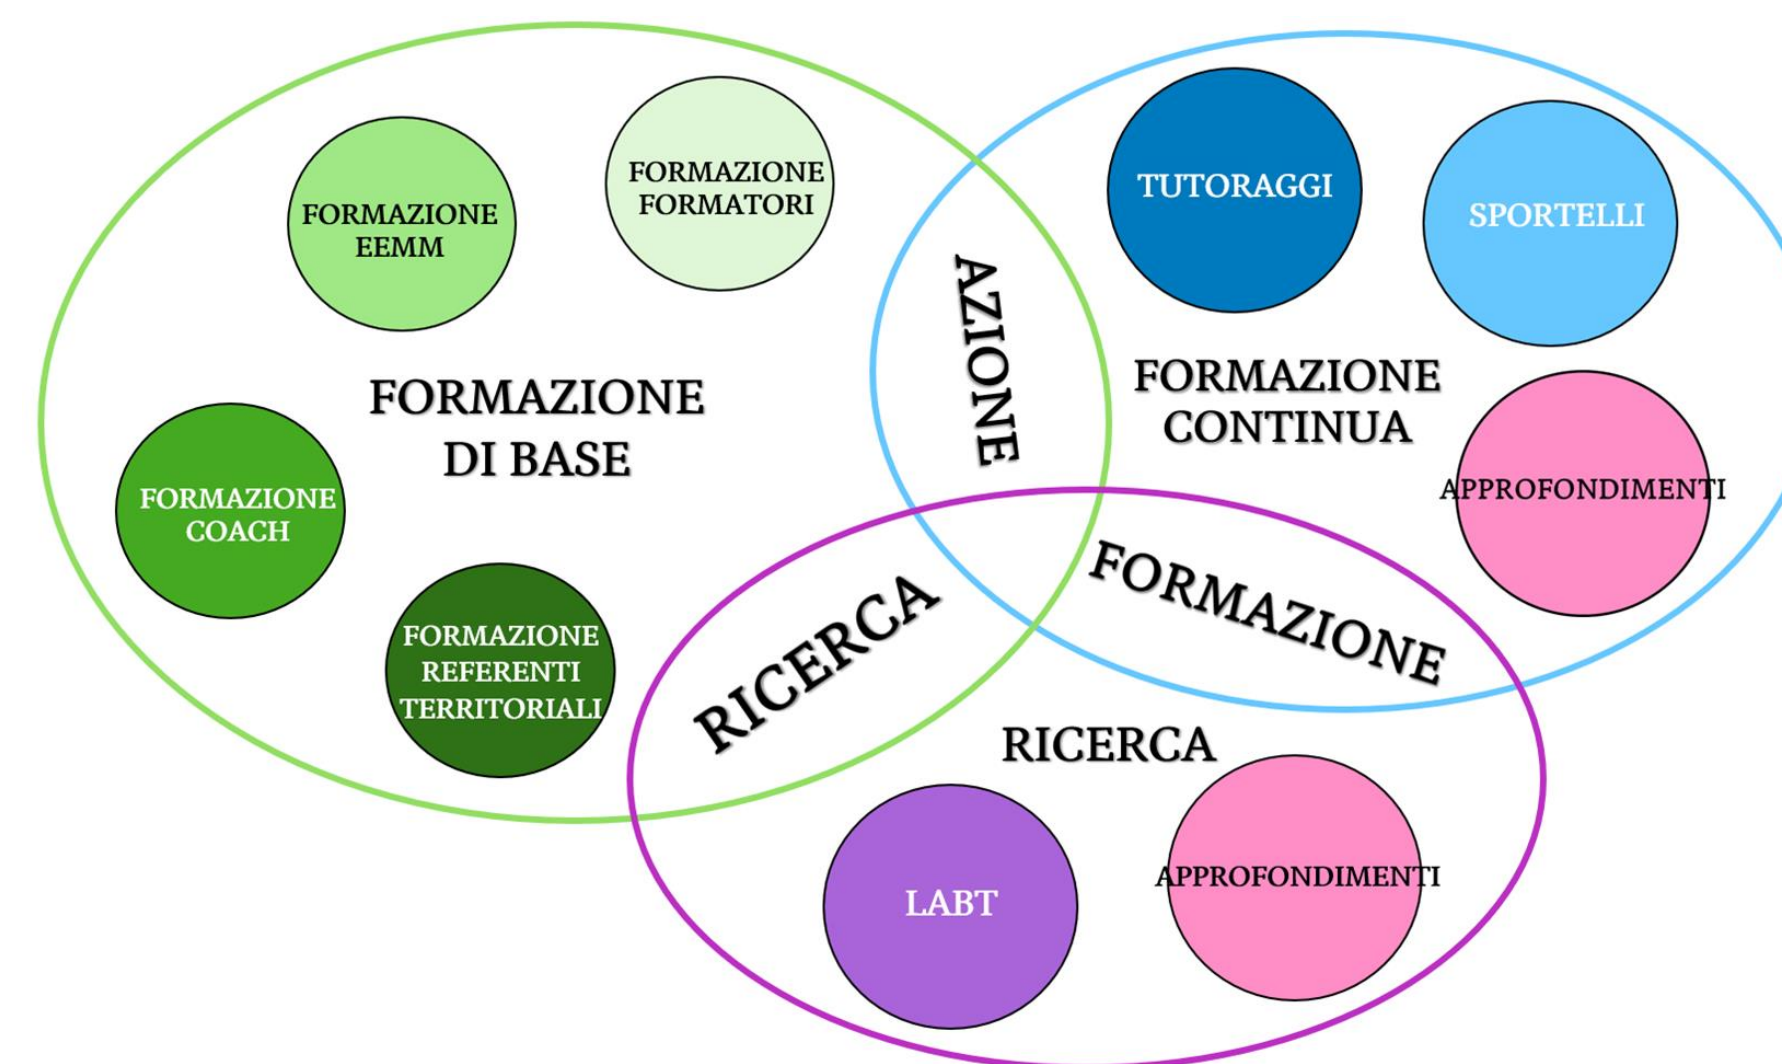 FORMAZIONE
EEMM
FORMAZIONE
FORMATORI
FORMAZIONE
DI BASE
FORMAZIONE
COACH
FORMAZIONE
REFERENTI
TERRITORIALI
AZIONE
TUTORAGGI
SPORTELLI
FORMAZIONE
CONTINUA
APPROFONDIMENTI
RICERCA
FORMAZIONE
RICERCA
LABT
APPROFONDIMENTI